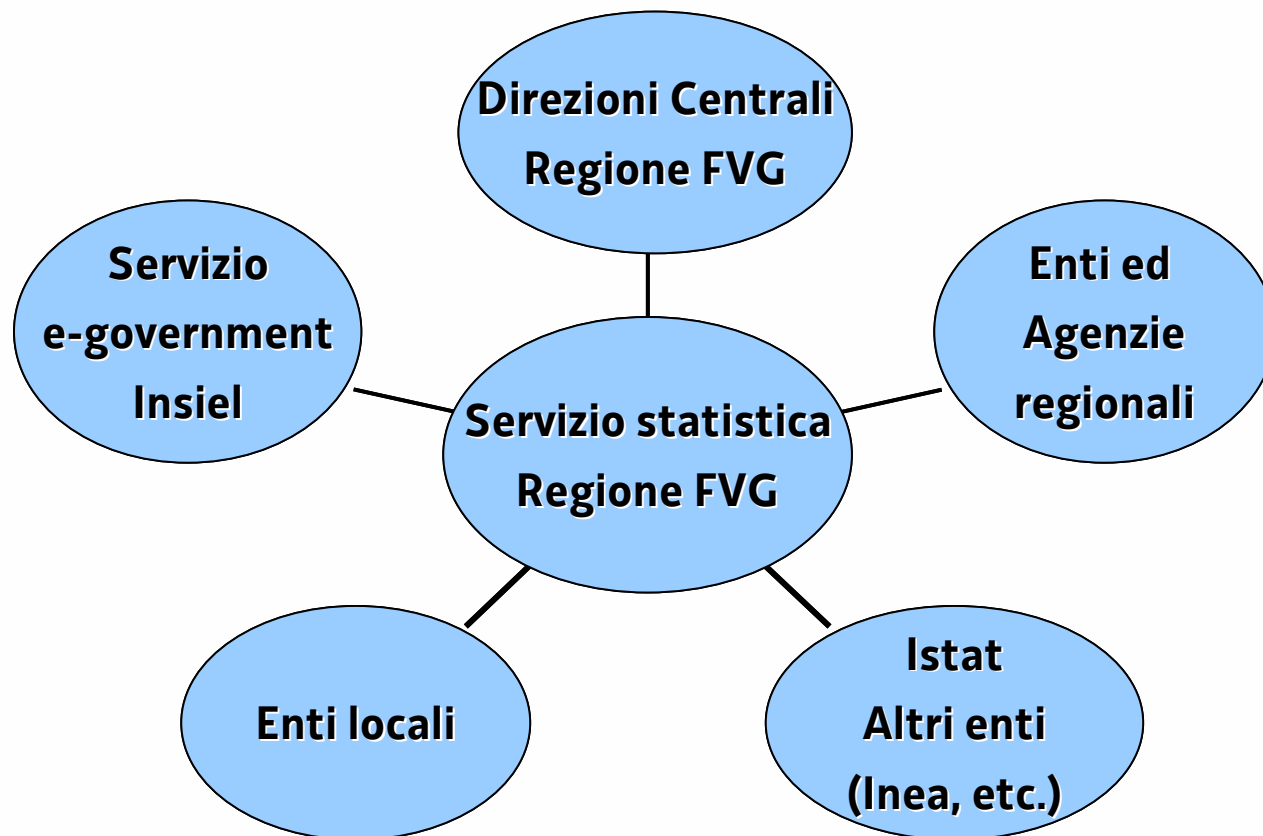 Direzioni Centrali
Regione FVG
Servizio
e-government
Insiel
Enti ed
Agenzie
regionali
Servizio statistica
Regione FVG
Enti locali
Istat
Altri enti
(Inea, etc.)